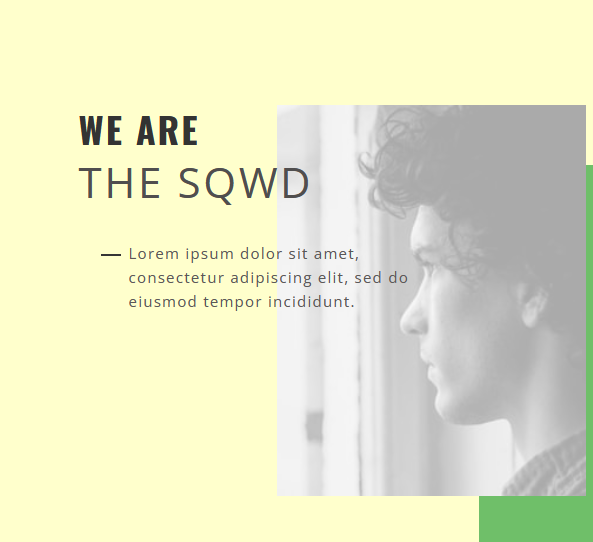 WE ARE
THE SQWD
Lorem ipsum dolor sit amet,
consectetur adipiscing elit, sed do
eiusmod tempor incididunt.